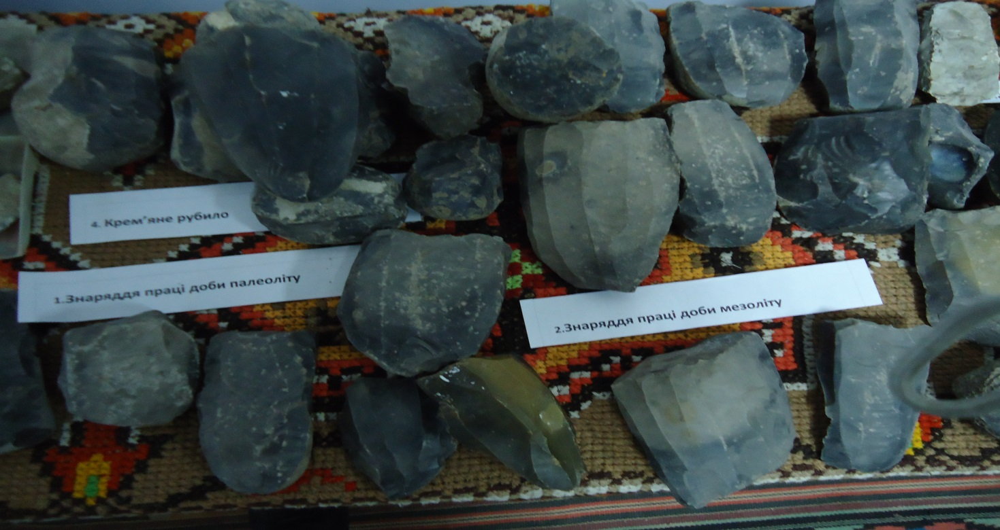 4. Крем'яне рубило
1.Знаряддя праці доби палеоліту
2.Знаряддя праці доби мезоліту